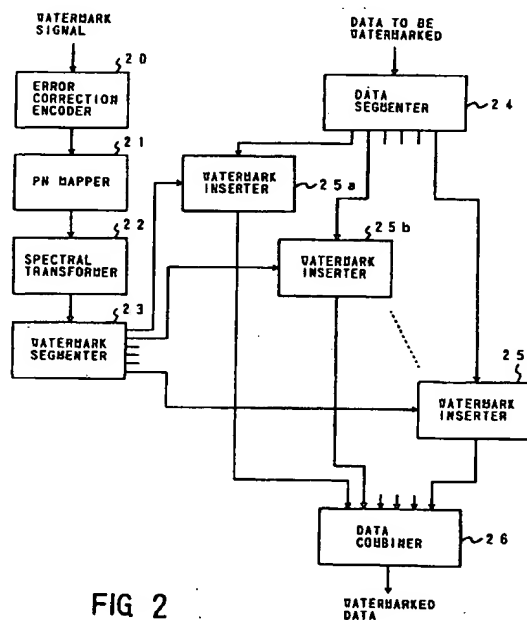 WATERMARK
SIGNAL
20
ERROR
CORRECTION
ENCODER
21
PN MAPPER
22
SPECTRAL
TRANSFORMER
23
WATERMARK
SEGMENTER
DATA TO BE
WATERMARKED
DATA
SEGMENTER
24
WATERMARK
INSERTER
25a
25b
WATERMARK
INSERTER
25
WATERMARK
INSERTER
DATA
COMBINER
26
WATERMARKED
DATA
FIG 2